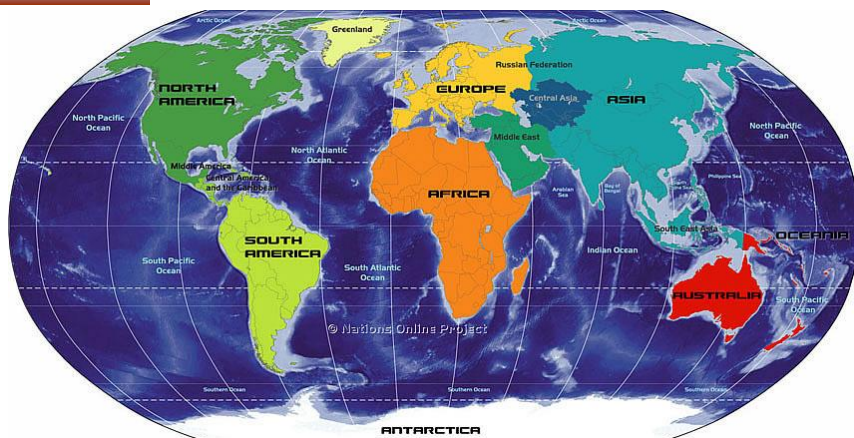 Arctic Ocean
Arctic Ocean
Greenland
Russian Federation
NORTH
AMERICA
EUROPE
Central Asia
ASIA
North Pacific
Ocean
North Pacific
Ocean
Middle East
North Atlantic
Ocean
Middle America
Central America
and the Caribbean
Arabian
Sea
Bay of
Bengal
Philippine Sea
AFRICA
South East Asia
OCEANIA
SOUTH
AMERICA
Indian Ocean
South Pacific
Ocean
South Atlantic
Ocean
AUSTRALIA
South Pacific
Ocean
© Nations Online Project
Southern Ocean
Southern Ocean
Southern Ocean
ANTARCTICA